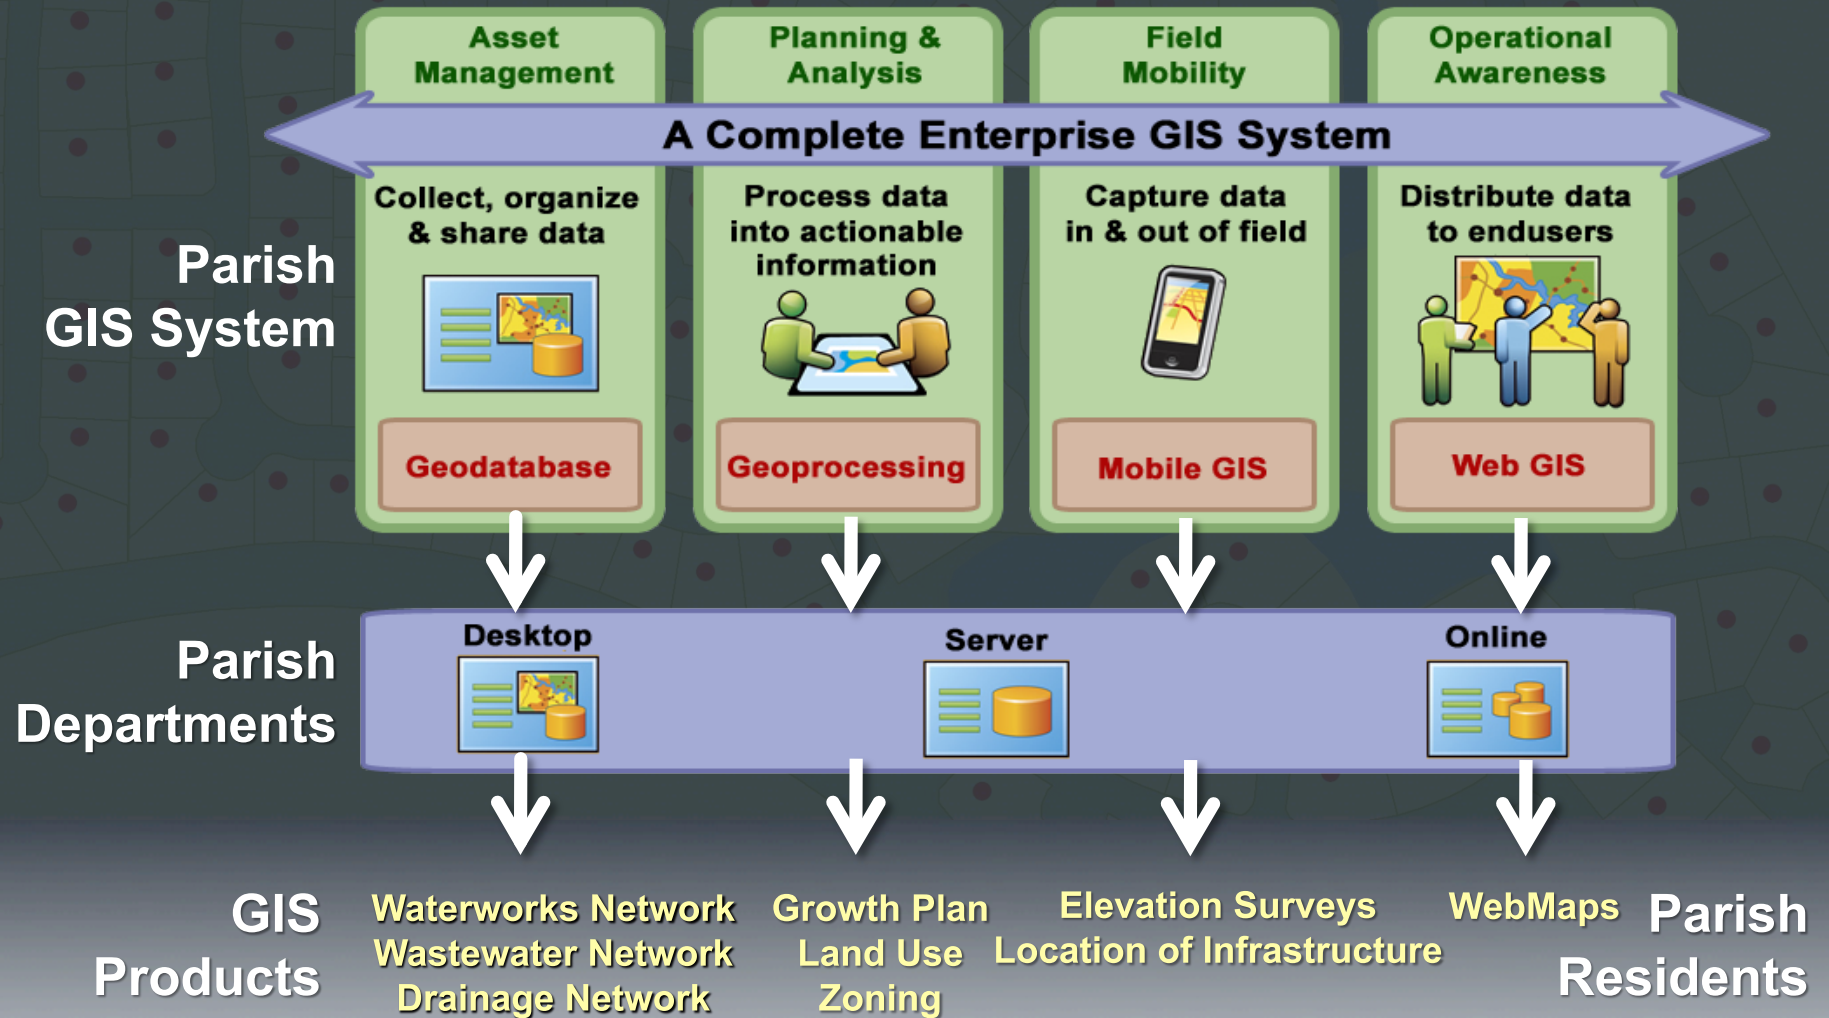 Asset
Management
Planning &
Analysis
Field
Mobility
Operational
Awareness
A Complete Enterprise GIS System
Parish
GIS System
Collect, organize
& share data
Process data
into actionable
information
Capture data
in & out of field
Distribute data
to endusers
Geodatabase
Geoprocessing
Mobile GIS
Web GIS
Parish
Departments
Desktop
Server
Online
GIS
Products
Waterworks Network
Wastewater Network
Drainage Network
Growth Plan
Land Use
Zoning
Elevation Surveys
Location of Infrastructure
WebMaps
Parish
Residents